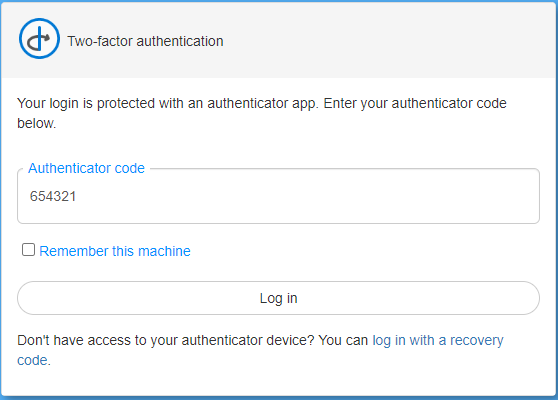 Two-factor authentication
Your login is protected with an authenticator app. Enter your authenticator code
below.
Authenticator code
654321
Remember this machine
Log in
Don't have access to your authenticator device? You can log in with a recovery
code.